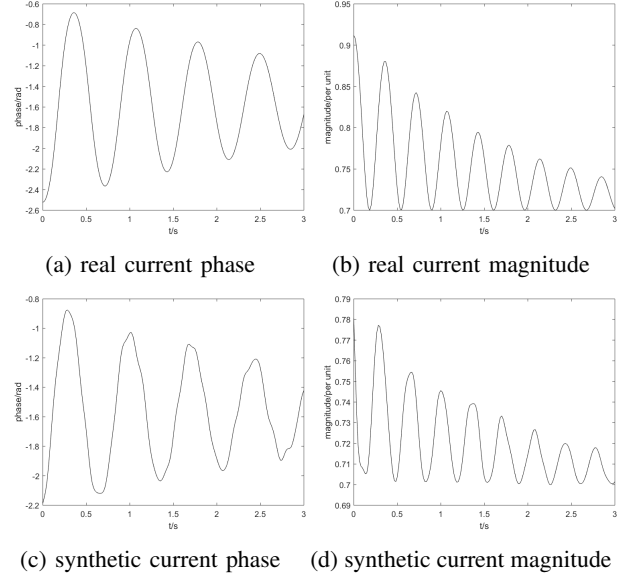 -0.6
-0.8
-1
-1.2
-1.4
-1.6
-1.8
-2
-2.2
-2.4
-2.6
phase/rad
0 0.5 1 1.5 2 2.5 3
t/s
(a) real current phase
0.95
0.9
0.85
0.8
0.75
0.7
magnitude/per unit
0 0.5 1 1.5 2 2.5 3
t/s
(b) real current magnitude
-0.8
-1
-1.2
-1.4
-1.6
-1.8
-2
-2.2
phase/rad
0 0.5 1 1.5 2 2.5 3
t/s
(c) synthetic current phase
0.79
0.78
0.77
0.76
0.75
0.74
0.73
0.72
0.71
0.7
0.69
magnitude/per unit
0 0.5 1 1.5 2 2.5 3
t/s
(d) synthetic current magnitude